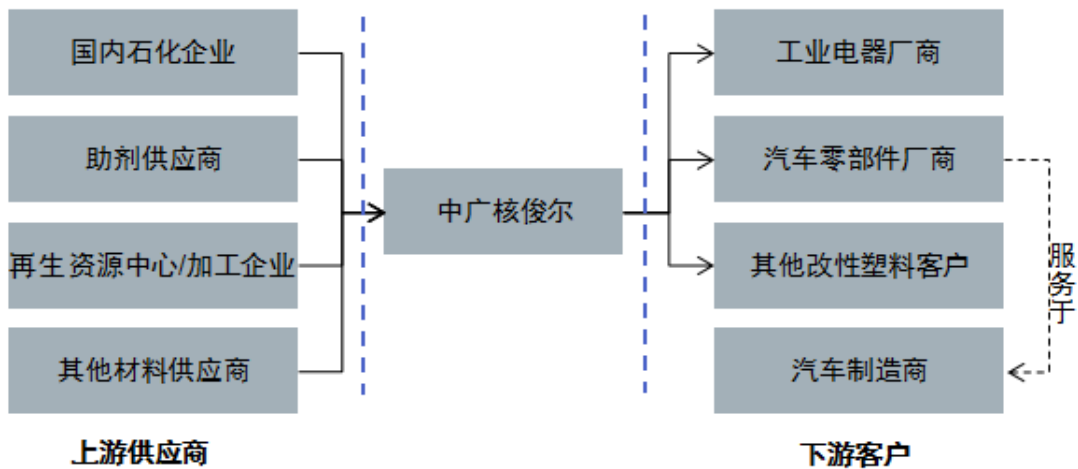 国内石化企业
助剂供应商
再生资源中心/加工企业
其他材料供应商
上游供应商
中广核俊尔
工业电器厂商
汽车零部件厂商
其他改性塑料客户
汽车制造商
服务于
下游客户